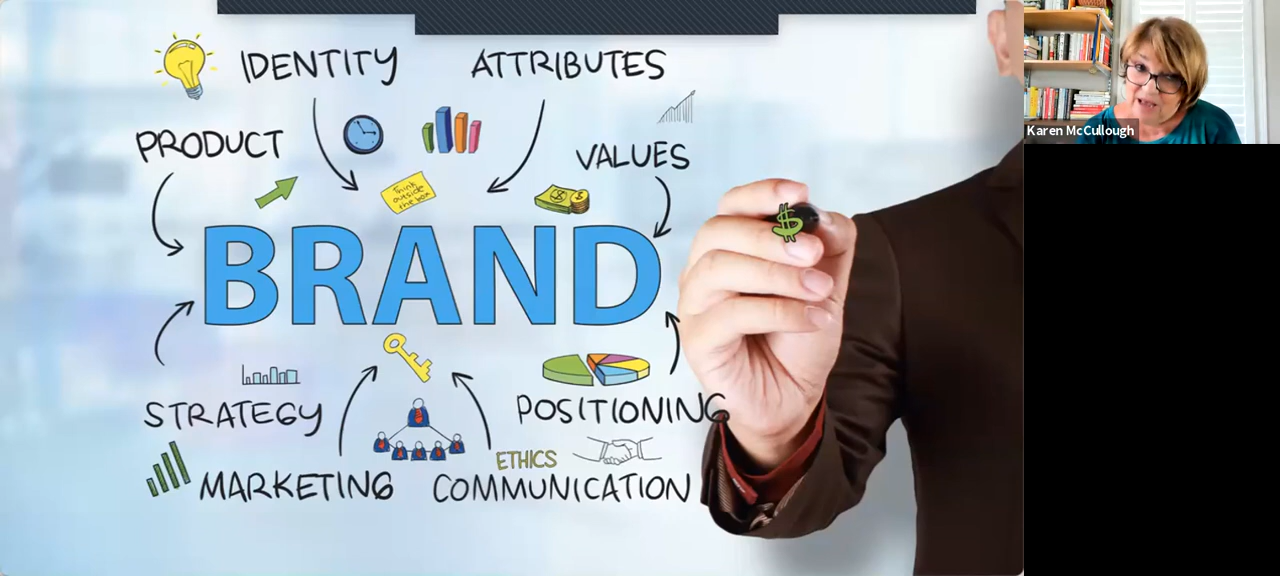 IDENTITY
ATTRIBUTES
PRODUCT
VALUES
Think
outside
the box
$
BRAND
STRATEGY
POSITIONING
ETHICS
MARKETING
COMMUNICATION
Karen McCullough